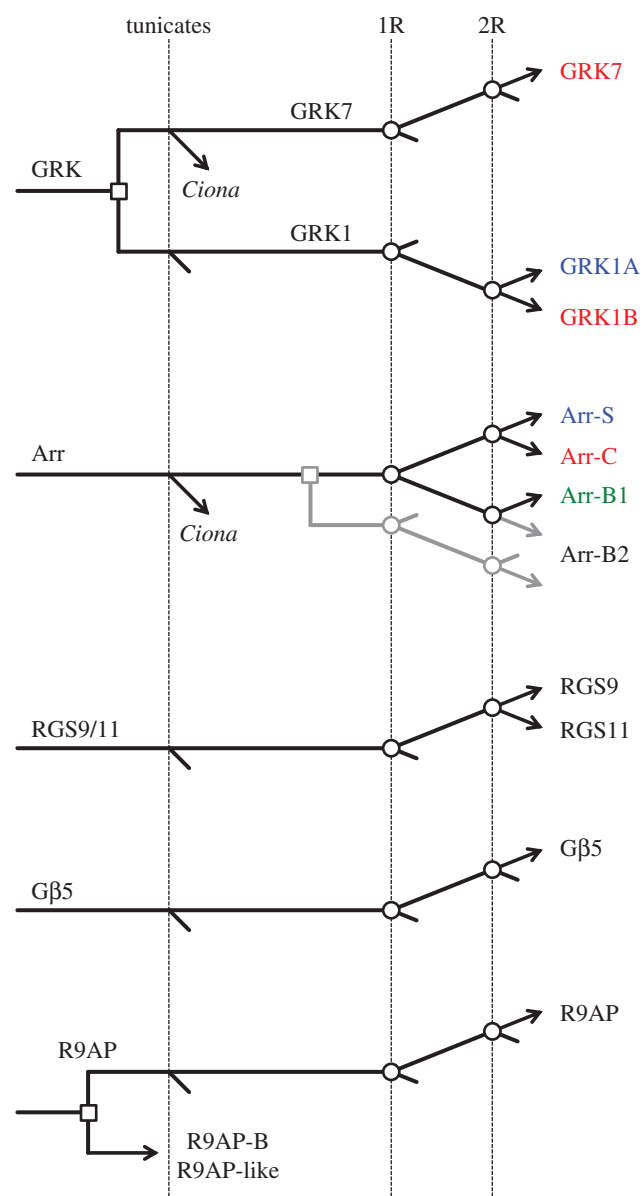 tunicates 1R 2R
GRK7
GRK7
GRK
Ciona
GRK1
GRK1A
GRK1B
Arr-S
Arr
Arr-C
Arr-B1
Ciona
Arr-B2
RGS9
RGS9/11
RGS11
Gβ5
Gβ5
R9AP
R9AP
R9AP-B
R9AP-like